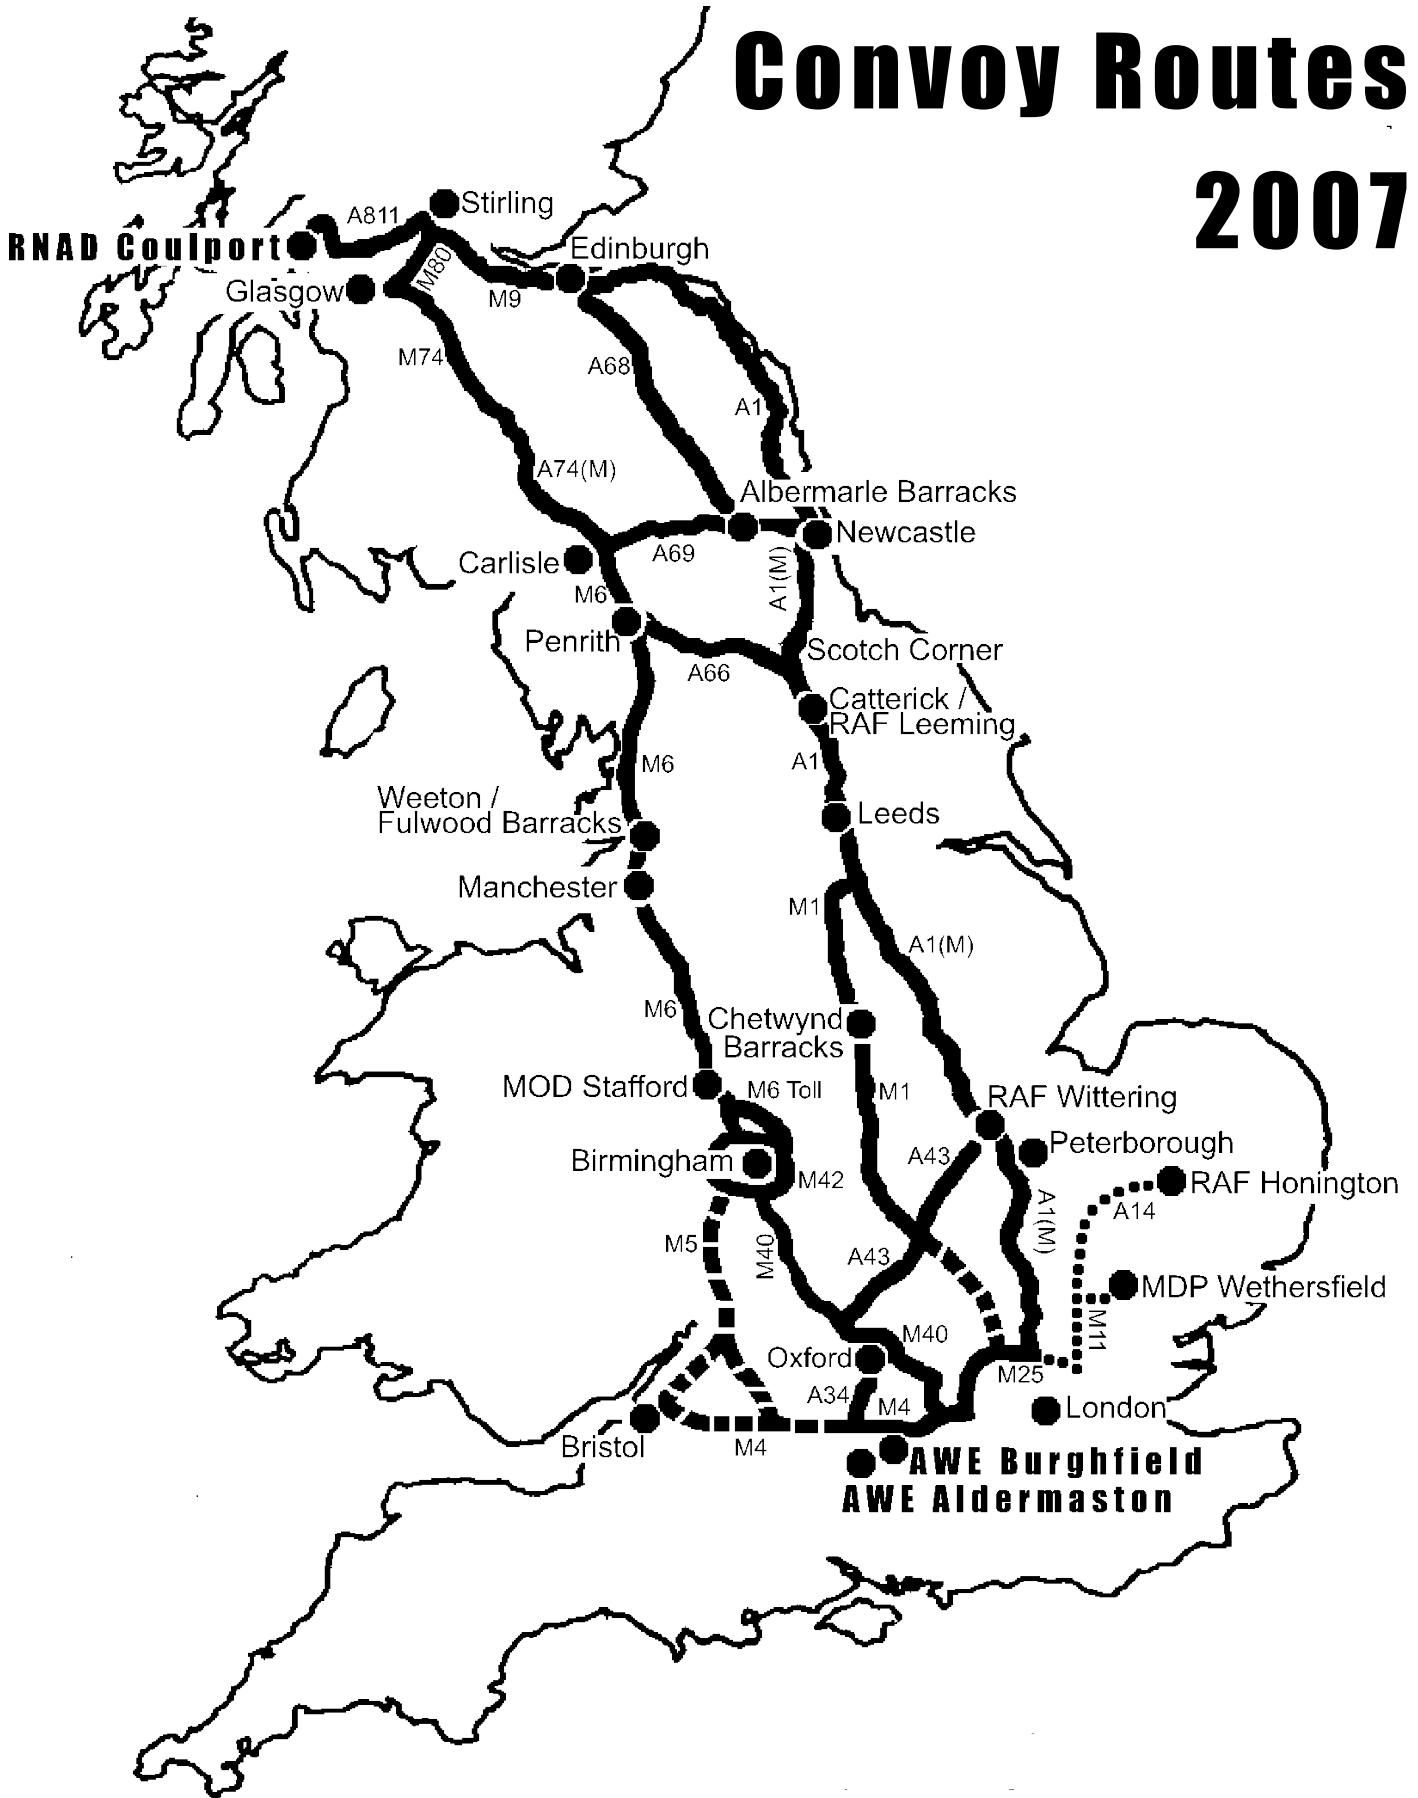 Convoy Routes
2007
Stirling
A811
RNAD Coulport
Edinburgh
M80
Glasgow
M9
M74
A68
A1
A74(M)
Albermarle Barracks
Newcastle
A69
Carlisle
A1(M)
M6
Penrith
Scotch Corner
A66
Catterick /
RAF Leeming
M6
A1
Weeton /
Fulwood Barracks
Leeds
Manchester
M1
A1(M)
M6
Chetwynd
Barracks
MOD Stafford
M6 Toll
M1
RAF Wittering
Peterborough
Birmingham
A43
M42
RAF Honington
A14
A1(M)
M5
M40
A43
MDP Wethersfield
M11
M40
Oxford
M25
A34
M4
London
Bristol
M4
AWE Burghfield
AWE Aldermaston